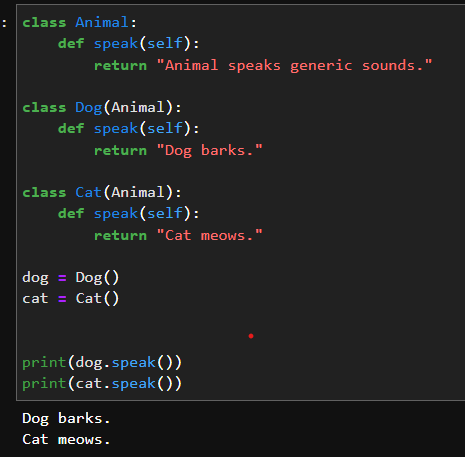 :
class Animal:
    def speak(self):
        return "Animal speaks generic sounds."
class Dog(Animal):
    def speak(self):
        return "Dog barks."
class Cat(Animal):
    def speak(self):
        return "Cat meows."
dog = Dog()
cat = Cat()
print(dog.speak())
print(cat.speak())
Dog barks.
Cat meows.